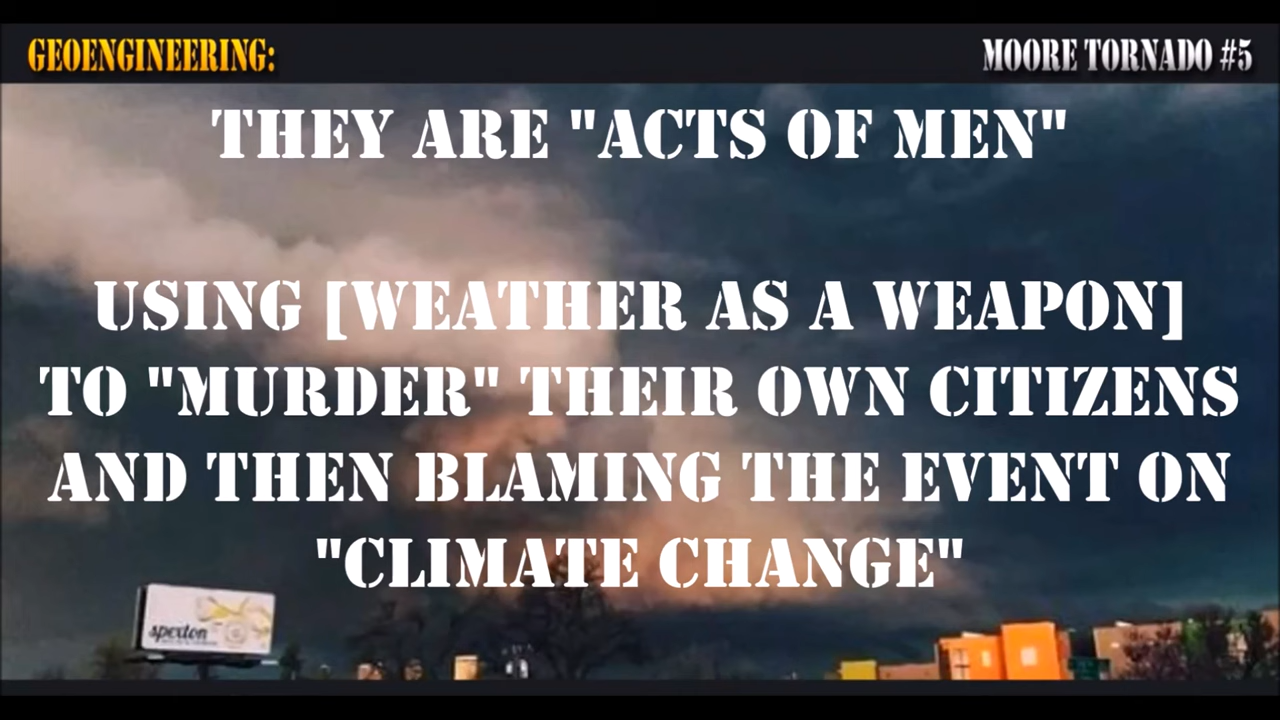 GEOENGINEERING:
MOORE TORNADO #5
THEY ARE "ACTS OF MEN"
USING [WEATHER AS A WEAPON]
TO "MURDER" THEIR OWN CITIZENS
AND THEN BLAMING THE EVENT ON
"CLIMATE CHANGE"
spexton